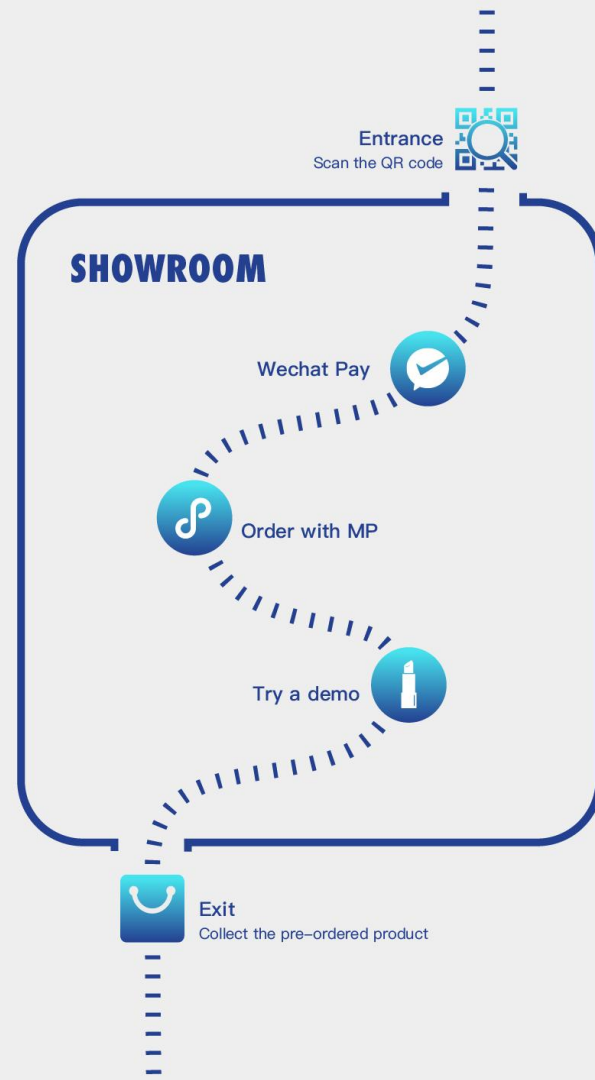 Entrance
Scan the QR code
SHOWROOM
Wechat Pay
Order with MP
Try a demo
Exit
Collect the pre-ordered product